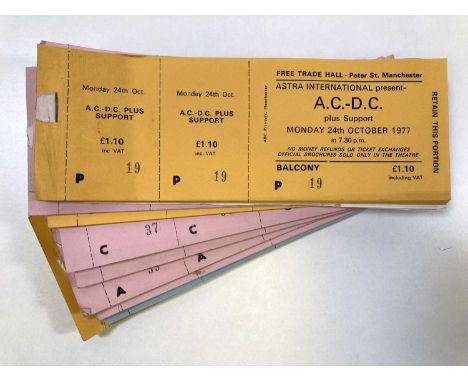 Monday 24th Oct.
A.C.-D.C. PLUS
SUPPORT
£1.10
inc. VAT
P 19
Monday 24th Oct.
A.C.-D.C. PLUS
SUPPORT
£1.10
inc. VAT
P 19
FREE TRADE HALL - Peter St. Manchester
ASTRA INTERNATIONAL present-
A.C.-D.C.
plus Support
MONDAY 24th OCTOBER 1977
at 7.30 p.m.
NO MONEY REFUNDS OR TICKET EXCHANGES
OFFICIAL BROCHURES SOLD ONLY IN THE THEATRE
BALCONY £1.10
P 19 including VAT
RETAIN THIS PORTION
C 37 C
A A